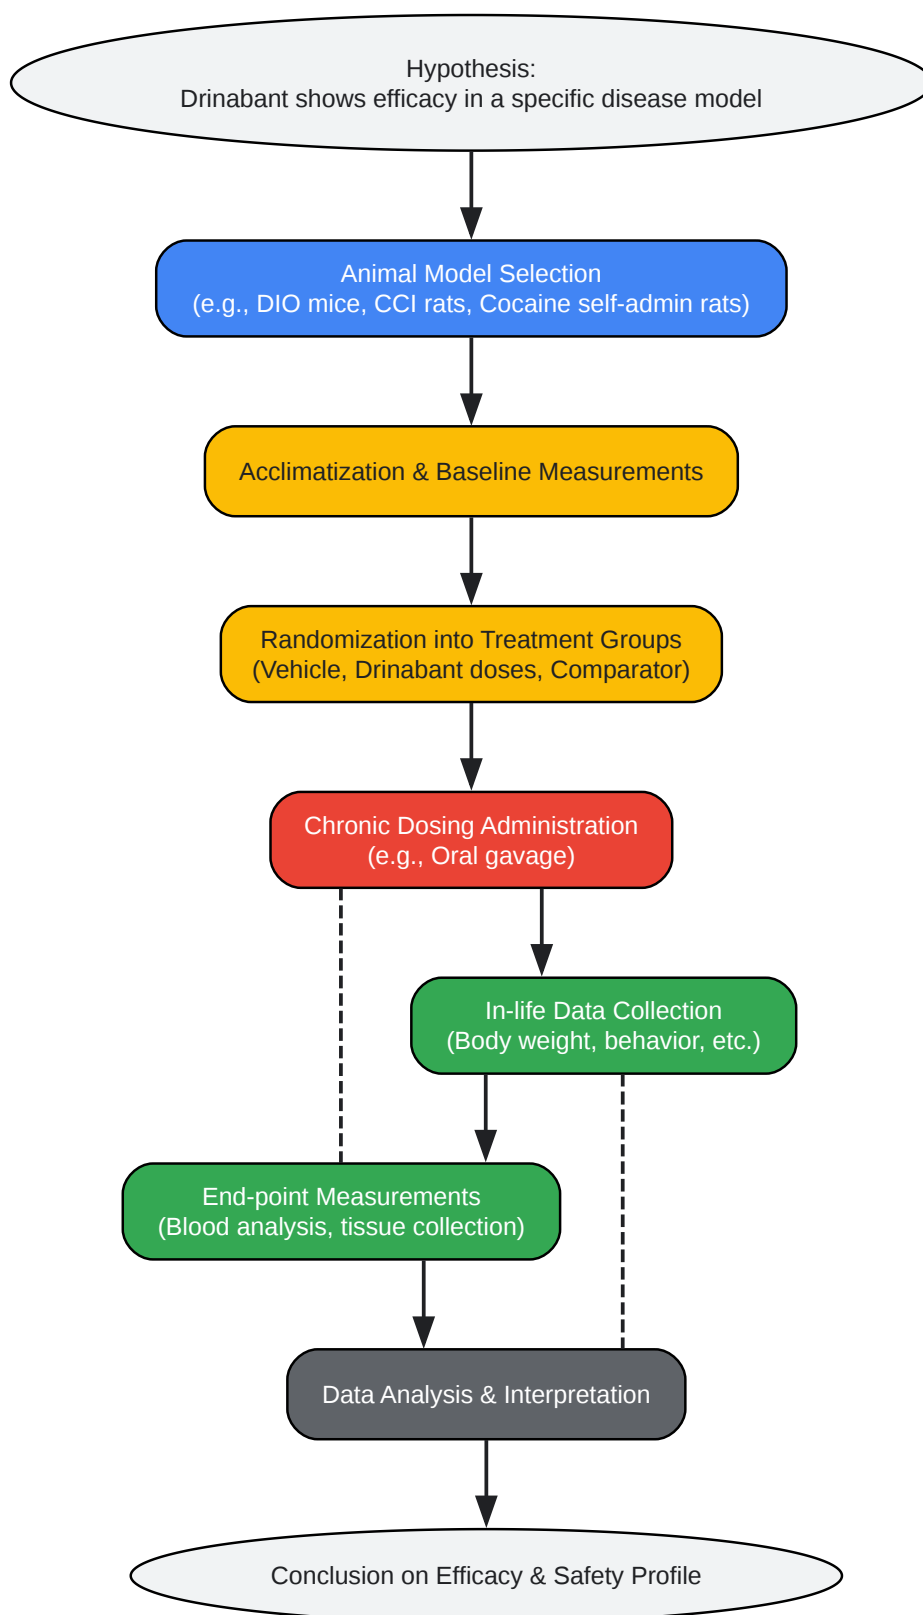 Hypothesis:
Drinabant shows efficacy in a specific disease model
Animal Model Selection
(e.g., DIO mice, CCI rats, Cocaine self-admin rats)
Acclimatization & Baseline Measurements
Randomization into Treatment Groups
(Vehicle, Drinabant doses, Comparator)
Chronic Dosing Administration
(e.g., Oral gavage)
In-life Data Collection
(Body weight, behavior, etc.)
End-point Measurements
(Blood analysis, tissue collection)
Data Analysis & Interpretation
Conclusion on Efficacy & Safety Profile